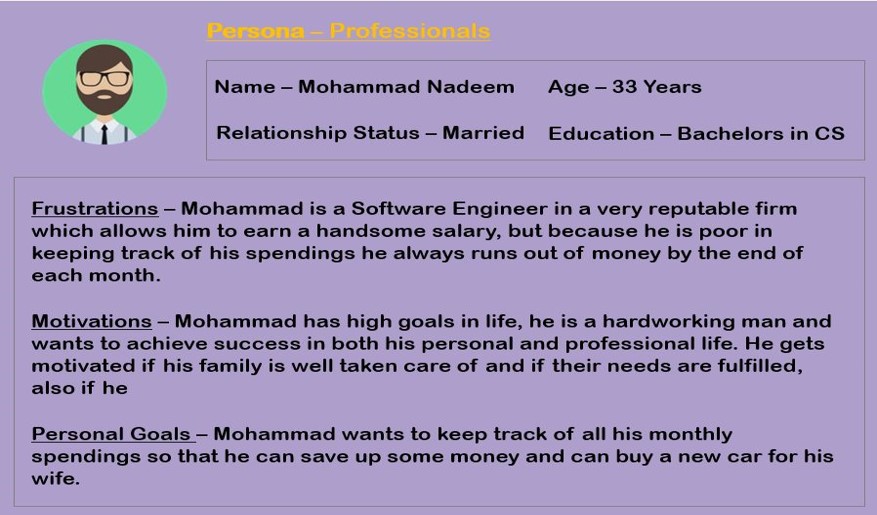 Persona – Professionals
Name – Mohammad Nadeem Age – 33 Years
Relationship Status – Married Education – Bachelors in CS
Frustrations – Mohammad is a Software Engineer in a very reputable firm
which allows him to earn a handsome salary, but because he is poor in
keeping track of his spendings he always runs out of money by the end of
each month.
Motivations – Mohammad has high goals in life, he is a hardworking man and
wants to achieve success in both his personal and professional life. He gets
motivated if his family is well taken care of and if their needs are fulfilled,
also if he
Personal Goals – Mohammad wants to keep track of all his monthly
spendings so that he can save up some money and can buy a new car for his
wife.